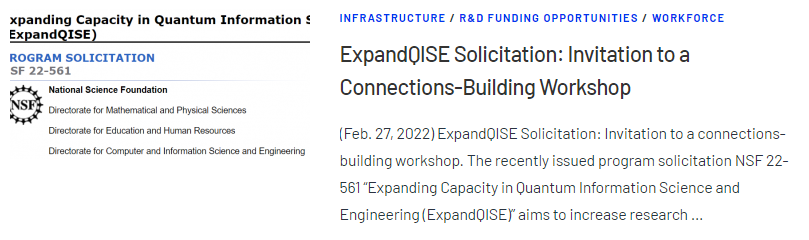 xpanding Capacity in Quantum Information S
ExpandQISE)
ROGRAM SOLICITATION
SF 22-561
NSF
National Science Foundation
Directorate for Mathematical and Physical Sciences
Directorate for Education and Human Resources
Directorate for Computer and Information Science and Engineering
INFRASTRUCTURE / R&D FUNDING OPPORTUNITIES / WORKFORCE
ExpandQISE Solicitation: Invitation to a
Connections-Building Workshop
(Feb. 27, 2022) ExpandQISE Solicitation: Invitation to a connections-
building workshop. The recently issued program solicitation NSF 22-
561 “Expanding Capacity in Quantum Information Science and
Engineering (ExpandQISE)” aims to increase research ...